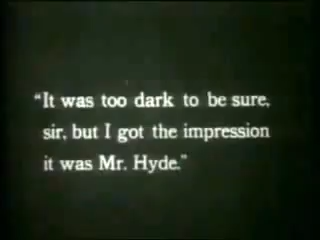 "It was too dark to be sure,
sir, but I got the impression
it was Mr. Hyde."